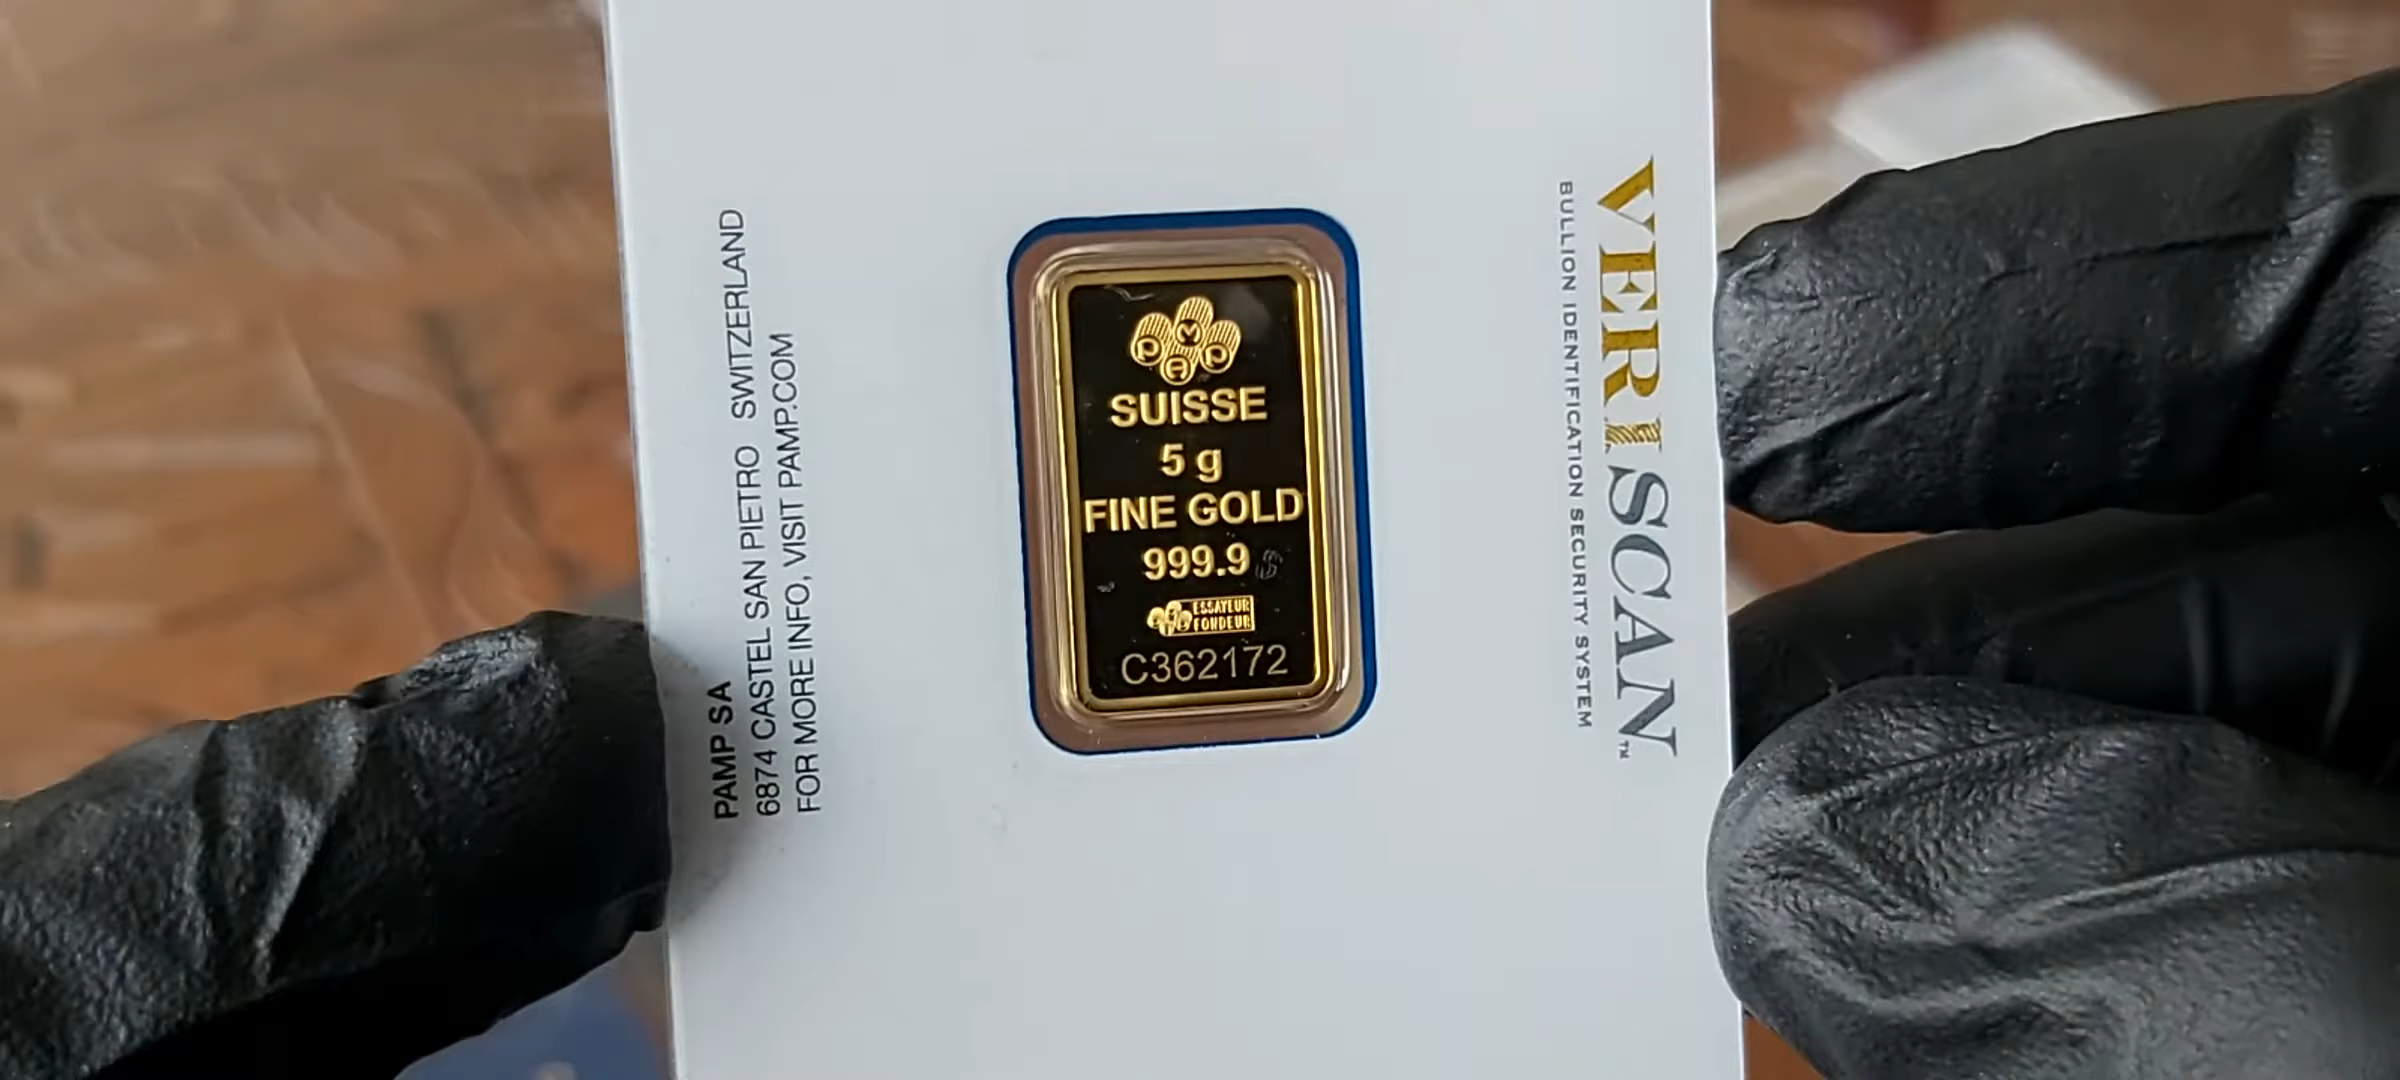 PAMP SA
6874 CASTEL SAN PIETRO SWITZERLAND
FOR MORE INFO, VISIT PAMP.COM
PAMP
SUISSE
5 g
FINE GOLD
999.9
ESSAYEUR
FONDEUR
C362172
VERISCAN™
BULLION IDENTIFICATION SECURITY SYSTEM